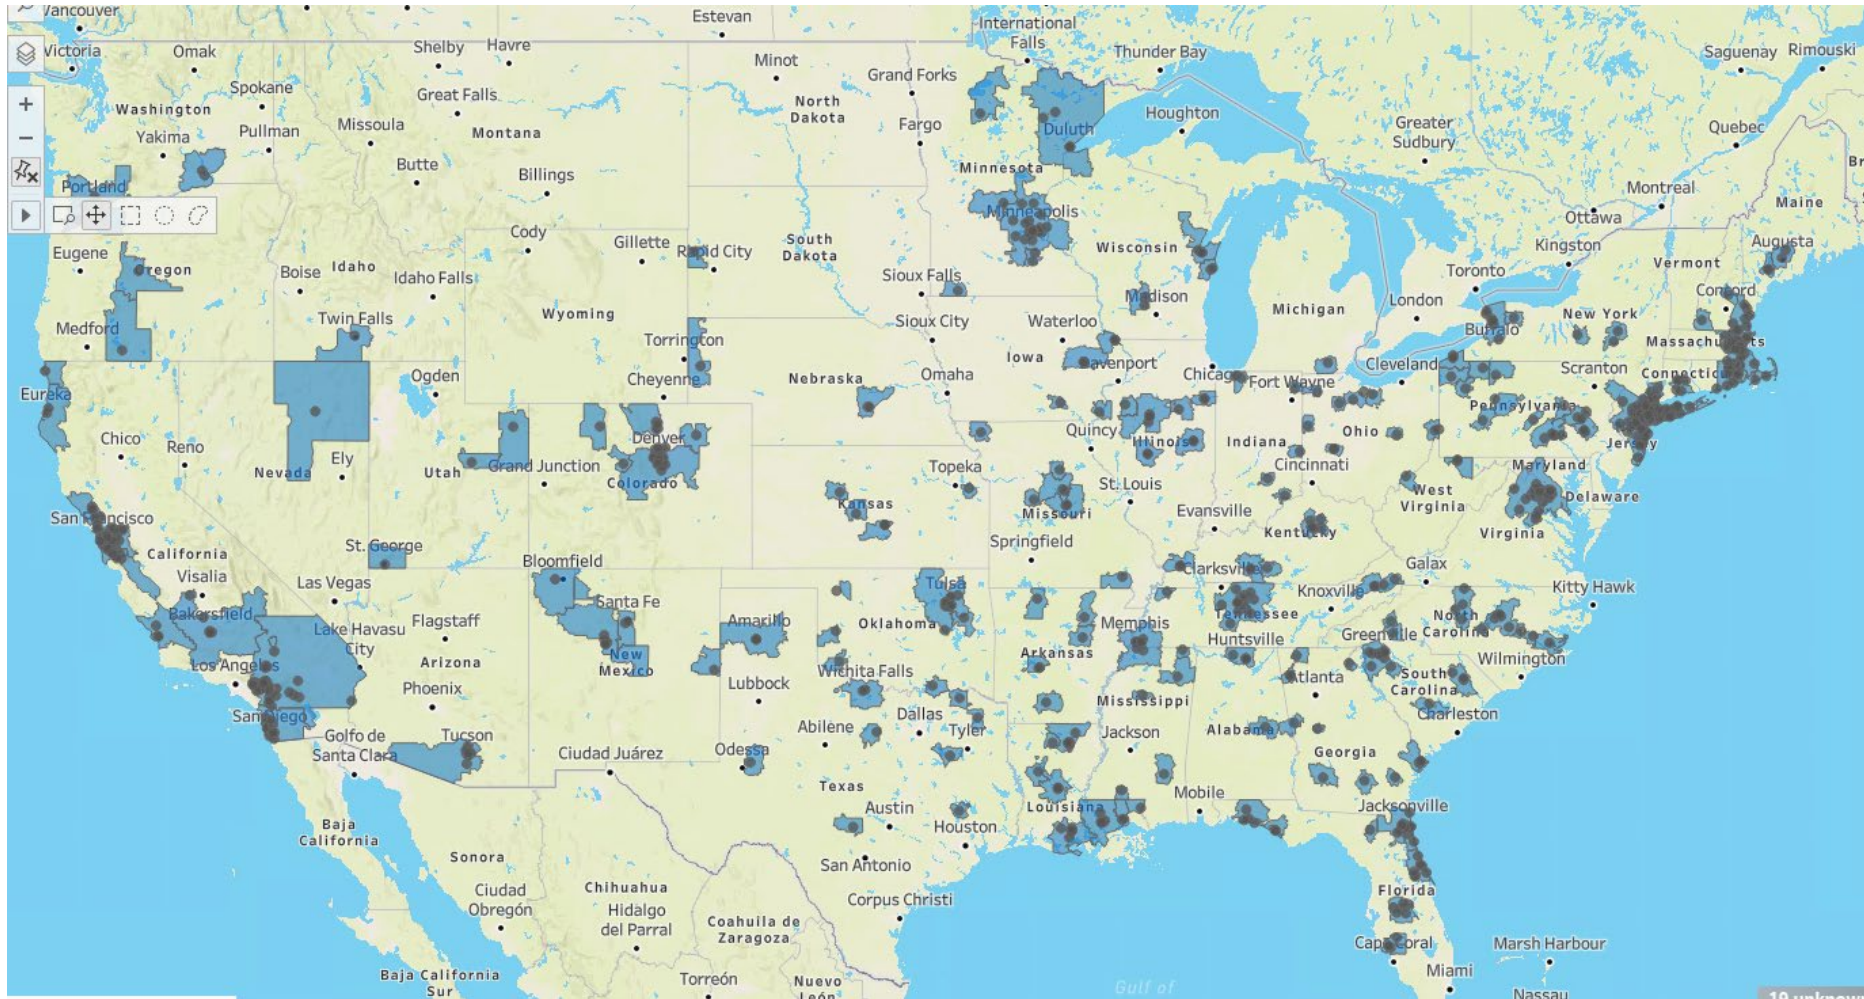 Vancouver
Estevan
International
Falls
Victoria
Omak
Shelby
Havre
Thunder Bay
Saguenay
Rimouski
Minot
Grand Forks
Spokane
Great Falls
Washington
North
Dakota
Houghton
Yakima
Pullman
Missoula
Montana
Fargo
Duluth
Greater
Sudbury
Quebec
Butte
Billings
Minnesota
Portland
Montreal
Maine
Minneapolis
Ottawa
Cody
Gillette
Rapid City
South
Dakota
Wisconsin
Kingston
Augusta
Eugene
Oregon
Boise
Idaho
Idaho Falls
Sioux Falls
Toronto
Vermont
Madison
London
Concord
Medford
Twin Falls
Wyoming
Sioux City
Waterloo
Michigan
Buffalo
New York
Torrington
Massachusetts
Iowa
Davenport
Cleveland
Scranton
Connecticut
Ogden
Cheyenne
Nebraska
Omaha
Chicago
Fort Wayne
Eureka
Pennsylvania
Chico
Reno
Denver
Quincy
Illinois
Indiana
Ohio
Jersey
Nevada
Ely
Utah
Grand Junction
Colorado
Topeka
Cincinnati
Maryland
St. Louis
West
Virginia
Delaware
San Francisco
Kansas
Missouri
Evansville
Kentucky
Virginia
California
St. George
Springfield
Visalia
Las Vegas
Bloomfield
Tulsa
Clarksville
Galax
Kitty Hawk
Bakersfield
Santa Fe
Knoxville
Lake Havasu
City
Flagstaff
Amarillo
Oklahoma
Memphis
Tennessee
North
Carolina
Huntsville
Greenville
Los Angeles
Arizona
New
Mexico
Wichita Falls
Arkansas
Wilmington
Phoenix
Lubbock
Atlanta
South
Carolina
San Diego
Mississippi
Charleston
Golfo de
Santa Clara
Tucson
Ciudad Juárez
Odessa
Abilene
Dallas
Tyler
Jackson
Alabama
Georgia
Texas
Mobile
Louisiana
Jacksonville
Baja
California
Austin
Houston
Sonora
San Antonio
Chihuahua
Florida
Ciudad
Obregón
Hidalgo
del Parral
Corpus Christi
Coahuila de
Zaragoza
Cape Coral
Marsh Harbour
Baja California
Sur
Torreón
Nuevo
León
Gulf of
Miami
Nassau